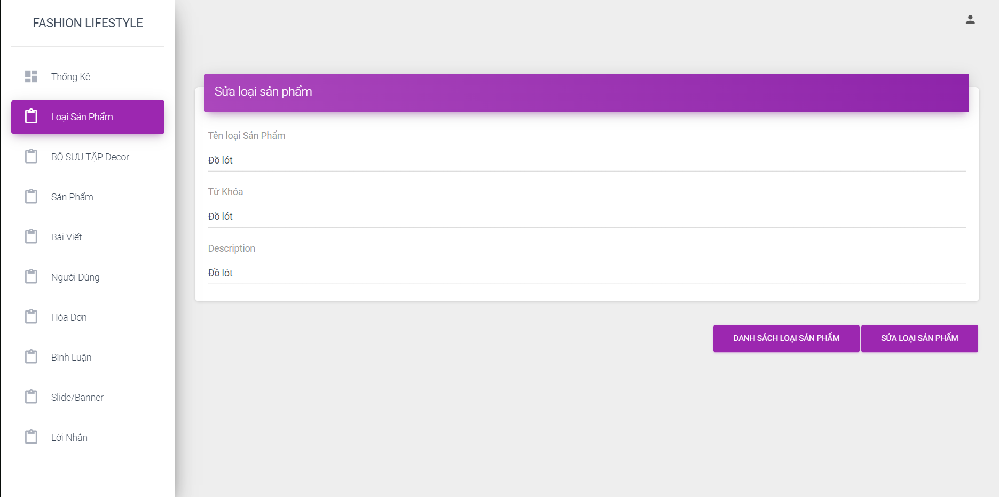 FASHION LIFESTYLE
Thống Kê
Loại Sản Phẩm
BỘ SƯU TẬP Decor
Sản Phẩm
Bài Viết
Người Dùng
Hóa Đơn
Bình Luận
Slide/Banner
Lời Nhắn
Sửa loại sản phẩm
Tên loại Sản Phẩm
Đồ lót
Từ Khóa
Đồ lót
Description
Đồ lót
DANH SÁCH LOẠI SẢN PHẨM
SỬA LOẠI SẢN PHẨM